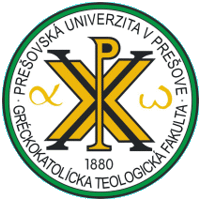 PREŠOVSKÁ UNIVERZITA V PREŠOVE
α ω
1880
· GRÉCKOKATOLÍCKA TEOLOGICKÁ FAKULTA ·